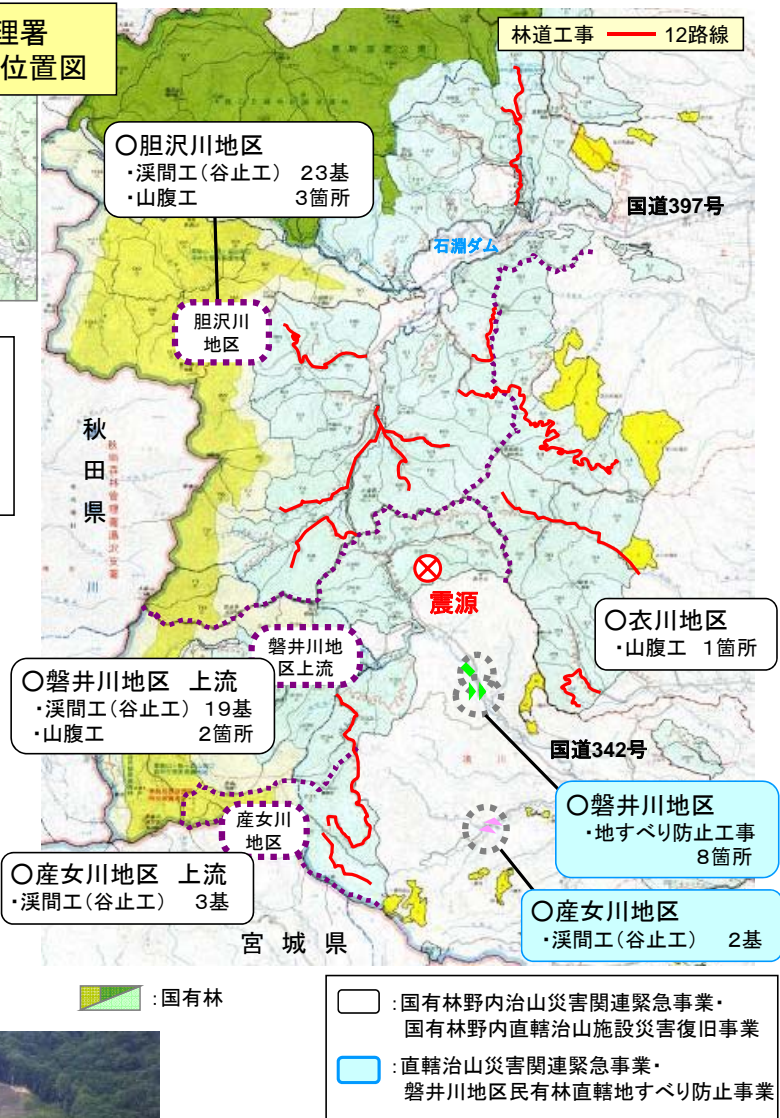 理署
位置図
林道工事 12路線
○胆沢川地区
・渓間工(谷止工) 23基
・山腹工 3箇所
国道397号
石淵ダム
胆沢川
地区
秋田県
震源
○衣川地区
・山腹工 1箇所
磐井川地
区上流
○磐井川地区 上流
・渓間工(谷止工) 19基
・山腹工 2箇所
国道342号
○磐井川地区
・地すべり防止工事
8箇所
産女川
地区
○産女川地区 上流
・渓間工(谷止工) 3基
○産女川地区
・渓間工(谷止工) 2基
宮城県
:国有林
:国有林野内治山災害関連緊急事業・
国有林野内直轄治山施設災害復旧事業
:直轄治山災害関連緊急事業・
磐井川地区民有林直轄地すべり防止事業